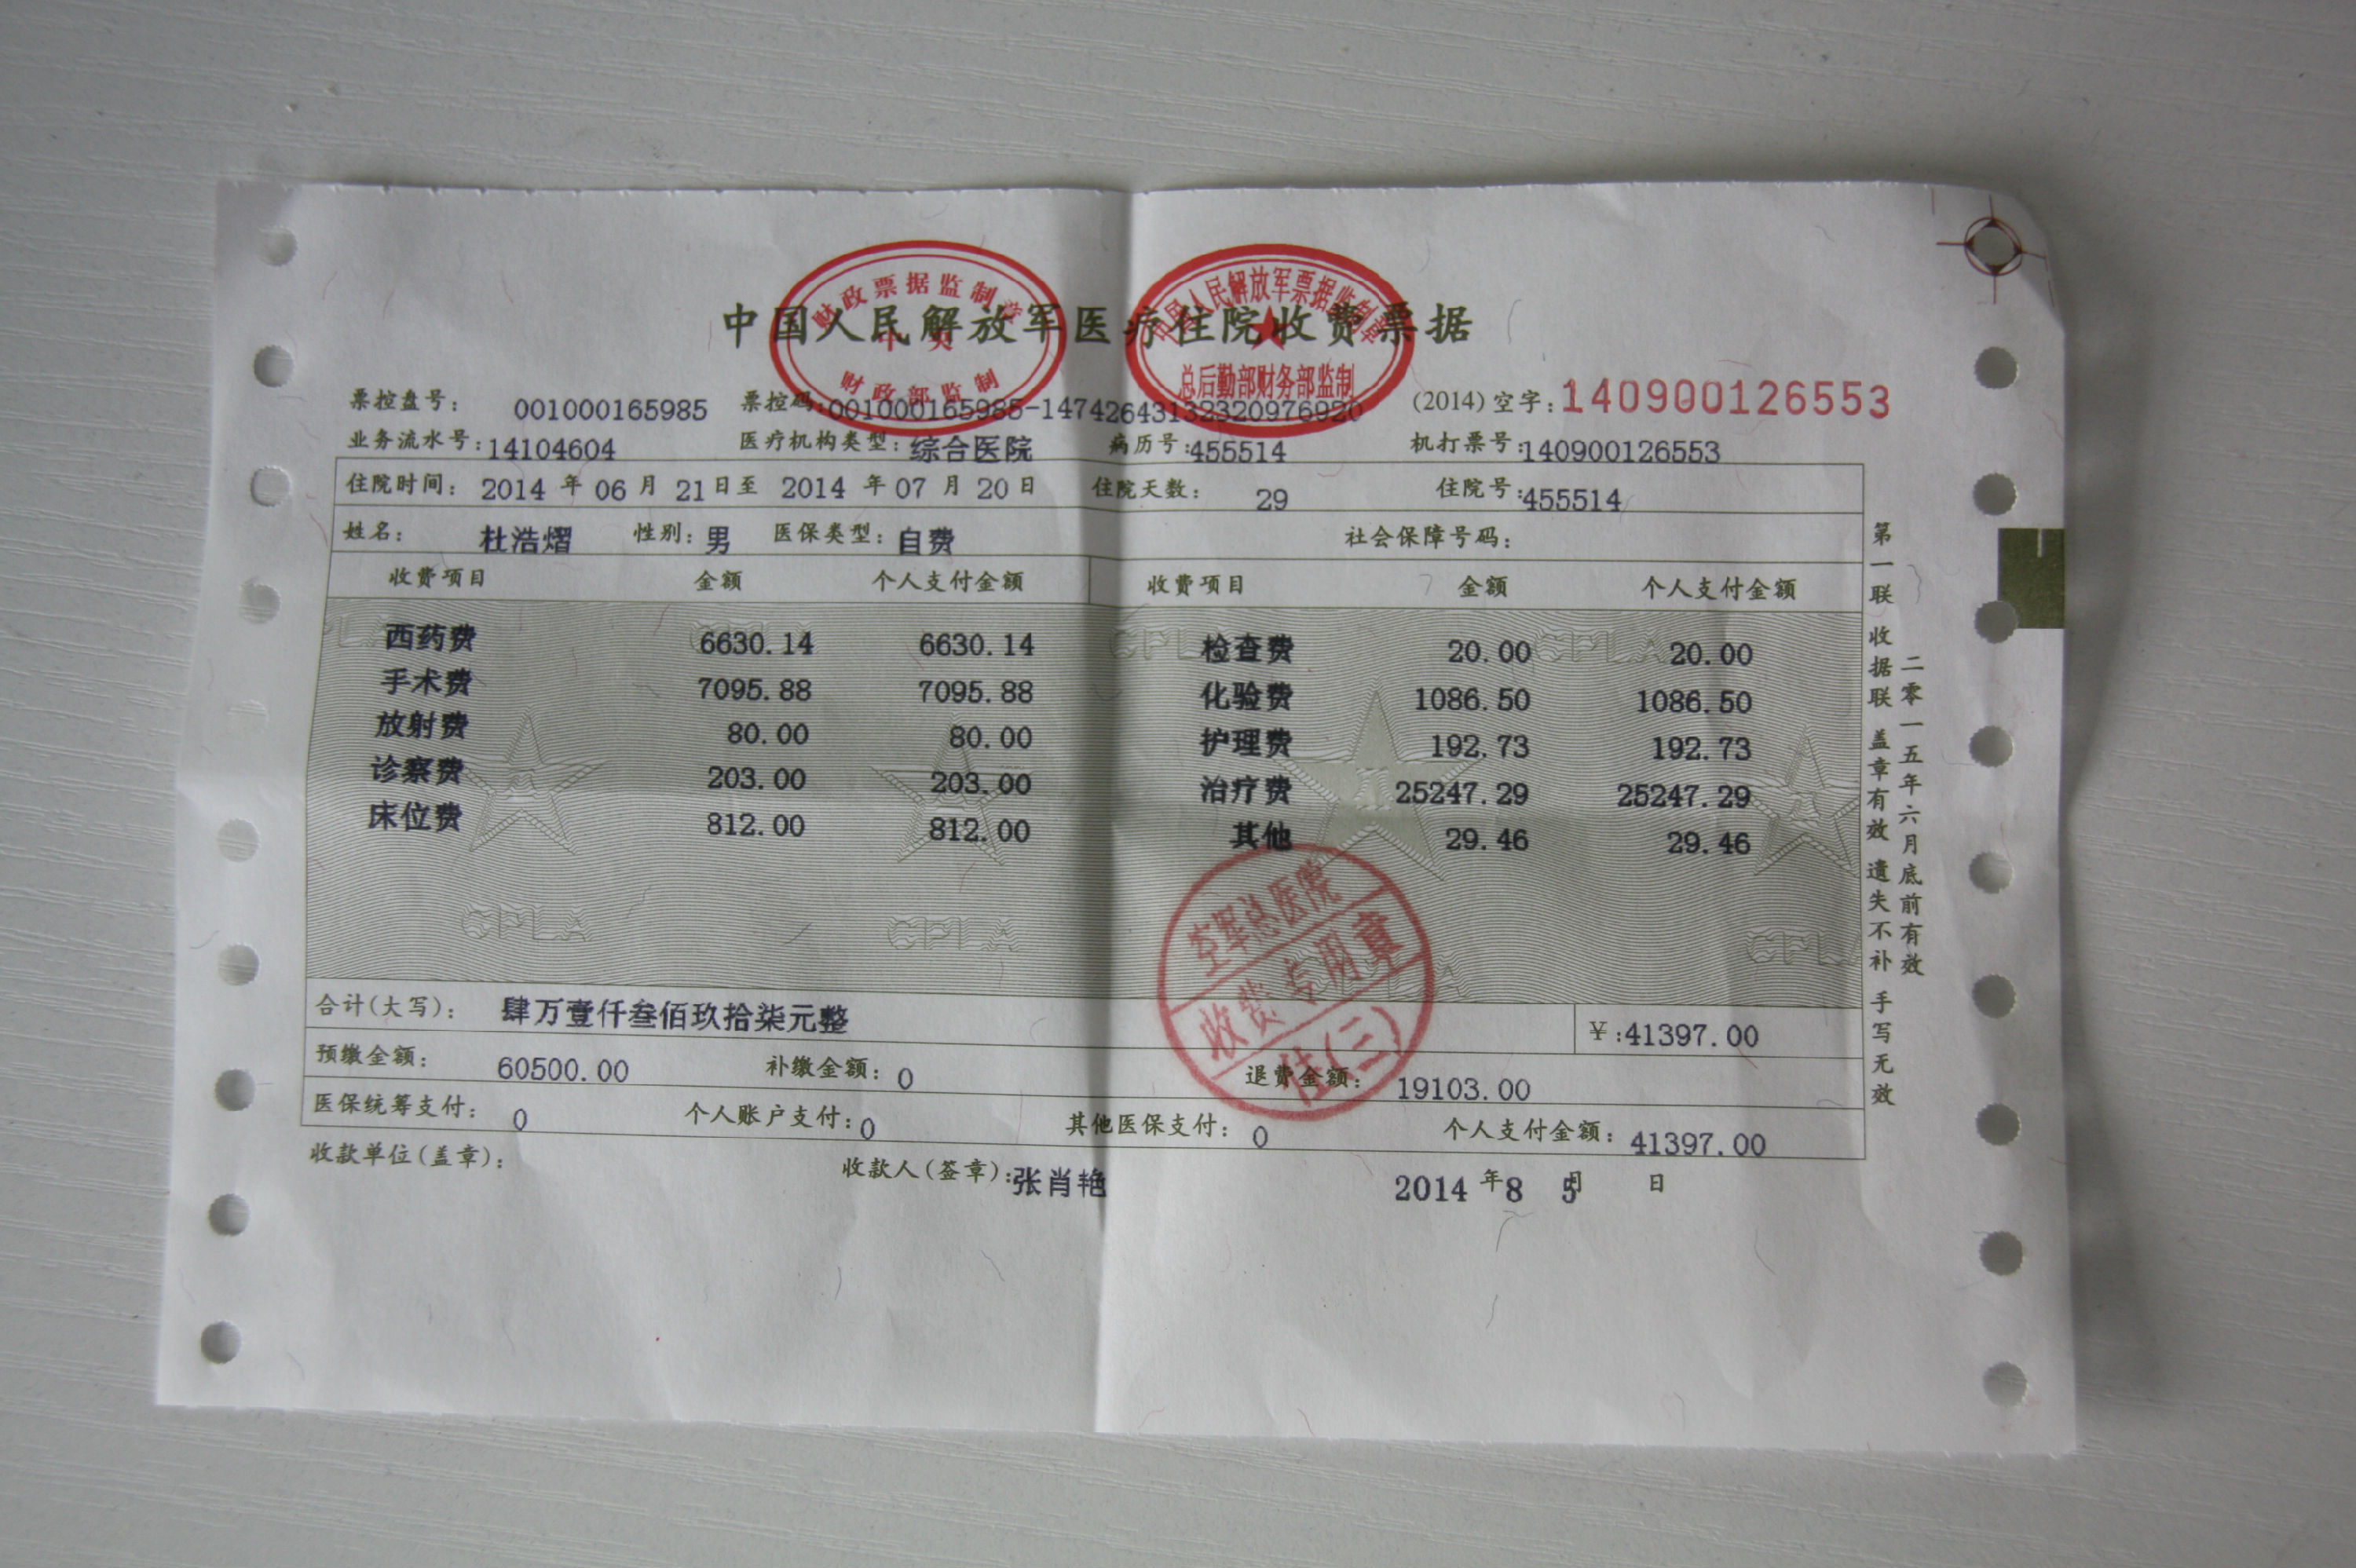 中国人民解放军医疗住院收费票据
财政票据监制章
中央
财政部监制
中国人民解放军票据监制章
总后勤部财务部监制
票控盘号: 001000165985 票控码:001000165985-14742643132320976920 (2014)空字:140900126553
业务流水号:14104604 医疗机构类型:综合医院 病历号:455514 机打票号:140900126553
住院时间: 2014 年 06 月 21 日至 2014 年 07 月 20 日 住院天数: 29 住院号:455514
姓名: 杜浩熠 性别:男 医保类型:自费 社会保障号码:
收费项目 金额 个人支付金额 收费项目 金额 个人支付金额
西药费 6630.14 6630.14 检查费 20.00 20.00
手术费 7095.88 7095.88 化验费 1086.50 1086.50
放射费 80.00 80.00 护理费 192.73 192.73
诊察费 203.00 203.00 治疗费 25247.29 25247.29
床位费 812.00 812.00 其他 29.46 29.46
CPLA CPLA CPLA
空军总医院
收费专用章
住(三)
合计(大写): 肆万壹仟叁佰玖拾柒元整 ¥:41397.00
预缴金额: 60500.00 补缴金额: 0 退费金额: 19103.00
医保统筹支付: 0 个人账户支付:0 其他医保支付: 0 个人支付金额: 41397.00
收款单位(盖章): 收款人(签章):张肖艳 2014 年 8 5 月 日
第一联 收据联 盖章有效 遗失不补 手写无效
二零一五年六月底前有效